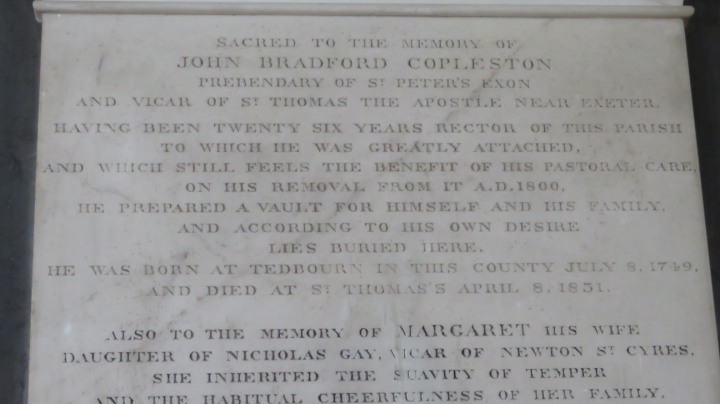 SACRED TO THE MEMORY OF
JOHN BRADFORD COPLESTON
PREBENDARY OF ST. PETER'S EXON
AND VICAR OF ST. THOMAS THE APOSTLE NEAR EXETER.
HAVING BEEN TWENTY SIX YEARS RECTOR OF THIS PARISH
TO WHICH HE WAS GREATLY ATTACHED,
AND WHICH STILL FEELS THE BENEFIT OF HIS PASTORAL CARE,
ON HIS REMOVAL FROM IT A.D.1800,
HE PREPARED A VAULT FOR HIMSELF AND HIS FAMILY,
AND ACCORDING TO HIS OWN DESIRE
LIES BURIED HERE.
HE WAS BORN AT TEDBOURN IN THIS COUNTY JULY 8, 1749,
AND DIED AT ST. THOMAS'S APRIL 8, 1831.
ALSO TO THE MEMORY OF MARGARET HIS WIFE
DAUGHTER OF NICHOLAS GAY, VICAR OF NEWTON ST. CYRES.
SHE INHERITED THE SUAVITY OF TEMPER
AND THE HABITUAL CHEERFULNESS OF HER FAMILY,